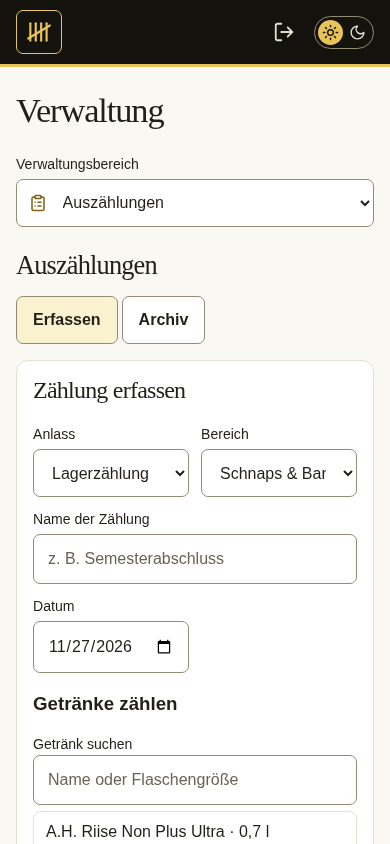 Verwaltung
Verwaltungsbereich
Auszählungen
Auszählungen
Erfassen Archiv
Zählung erfassen
Anlass Bereich
Lagerzählung Schnaps & Bar
Name der Zählung
z. B. Semesterabschluss
Datum
11/27/2026
Getränke zählen
Getränk suchen
Name oder Flaschengröße
A.H. Riise Non Plus Ultra · 0,7 l